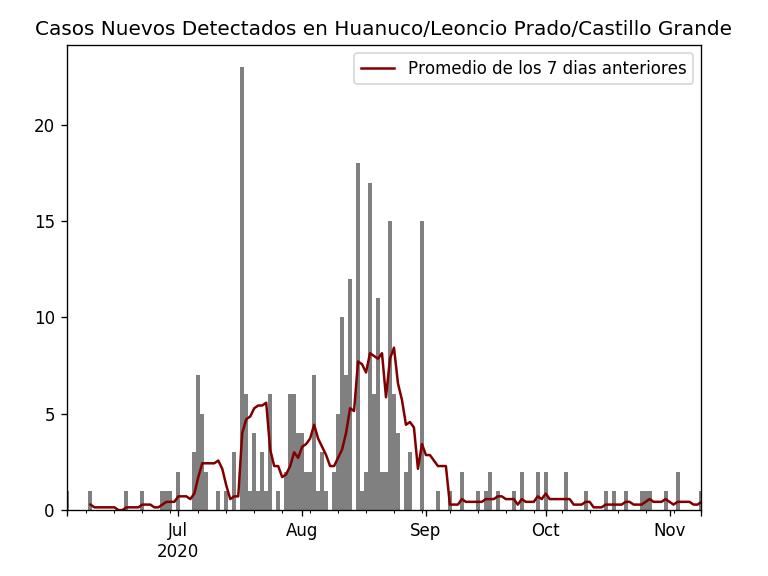 Casos Nuevos Detectados en Huanuco/Leoncio Prado/Castillo Grande
Promedio de los 7 dias anteriores
20
15
10
5
0
Jul Aug Sep Oct Nov
2020